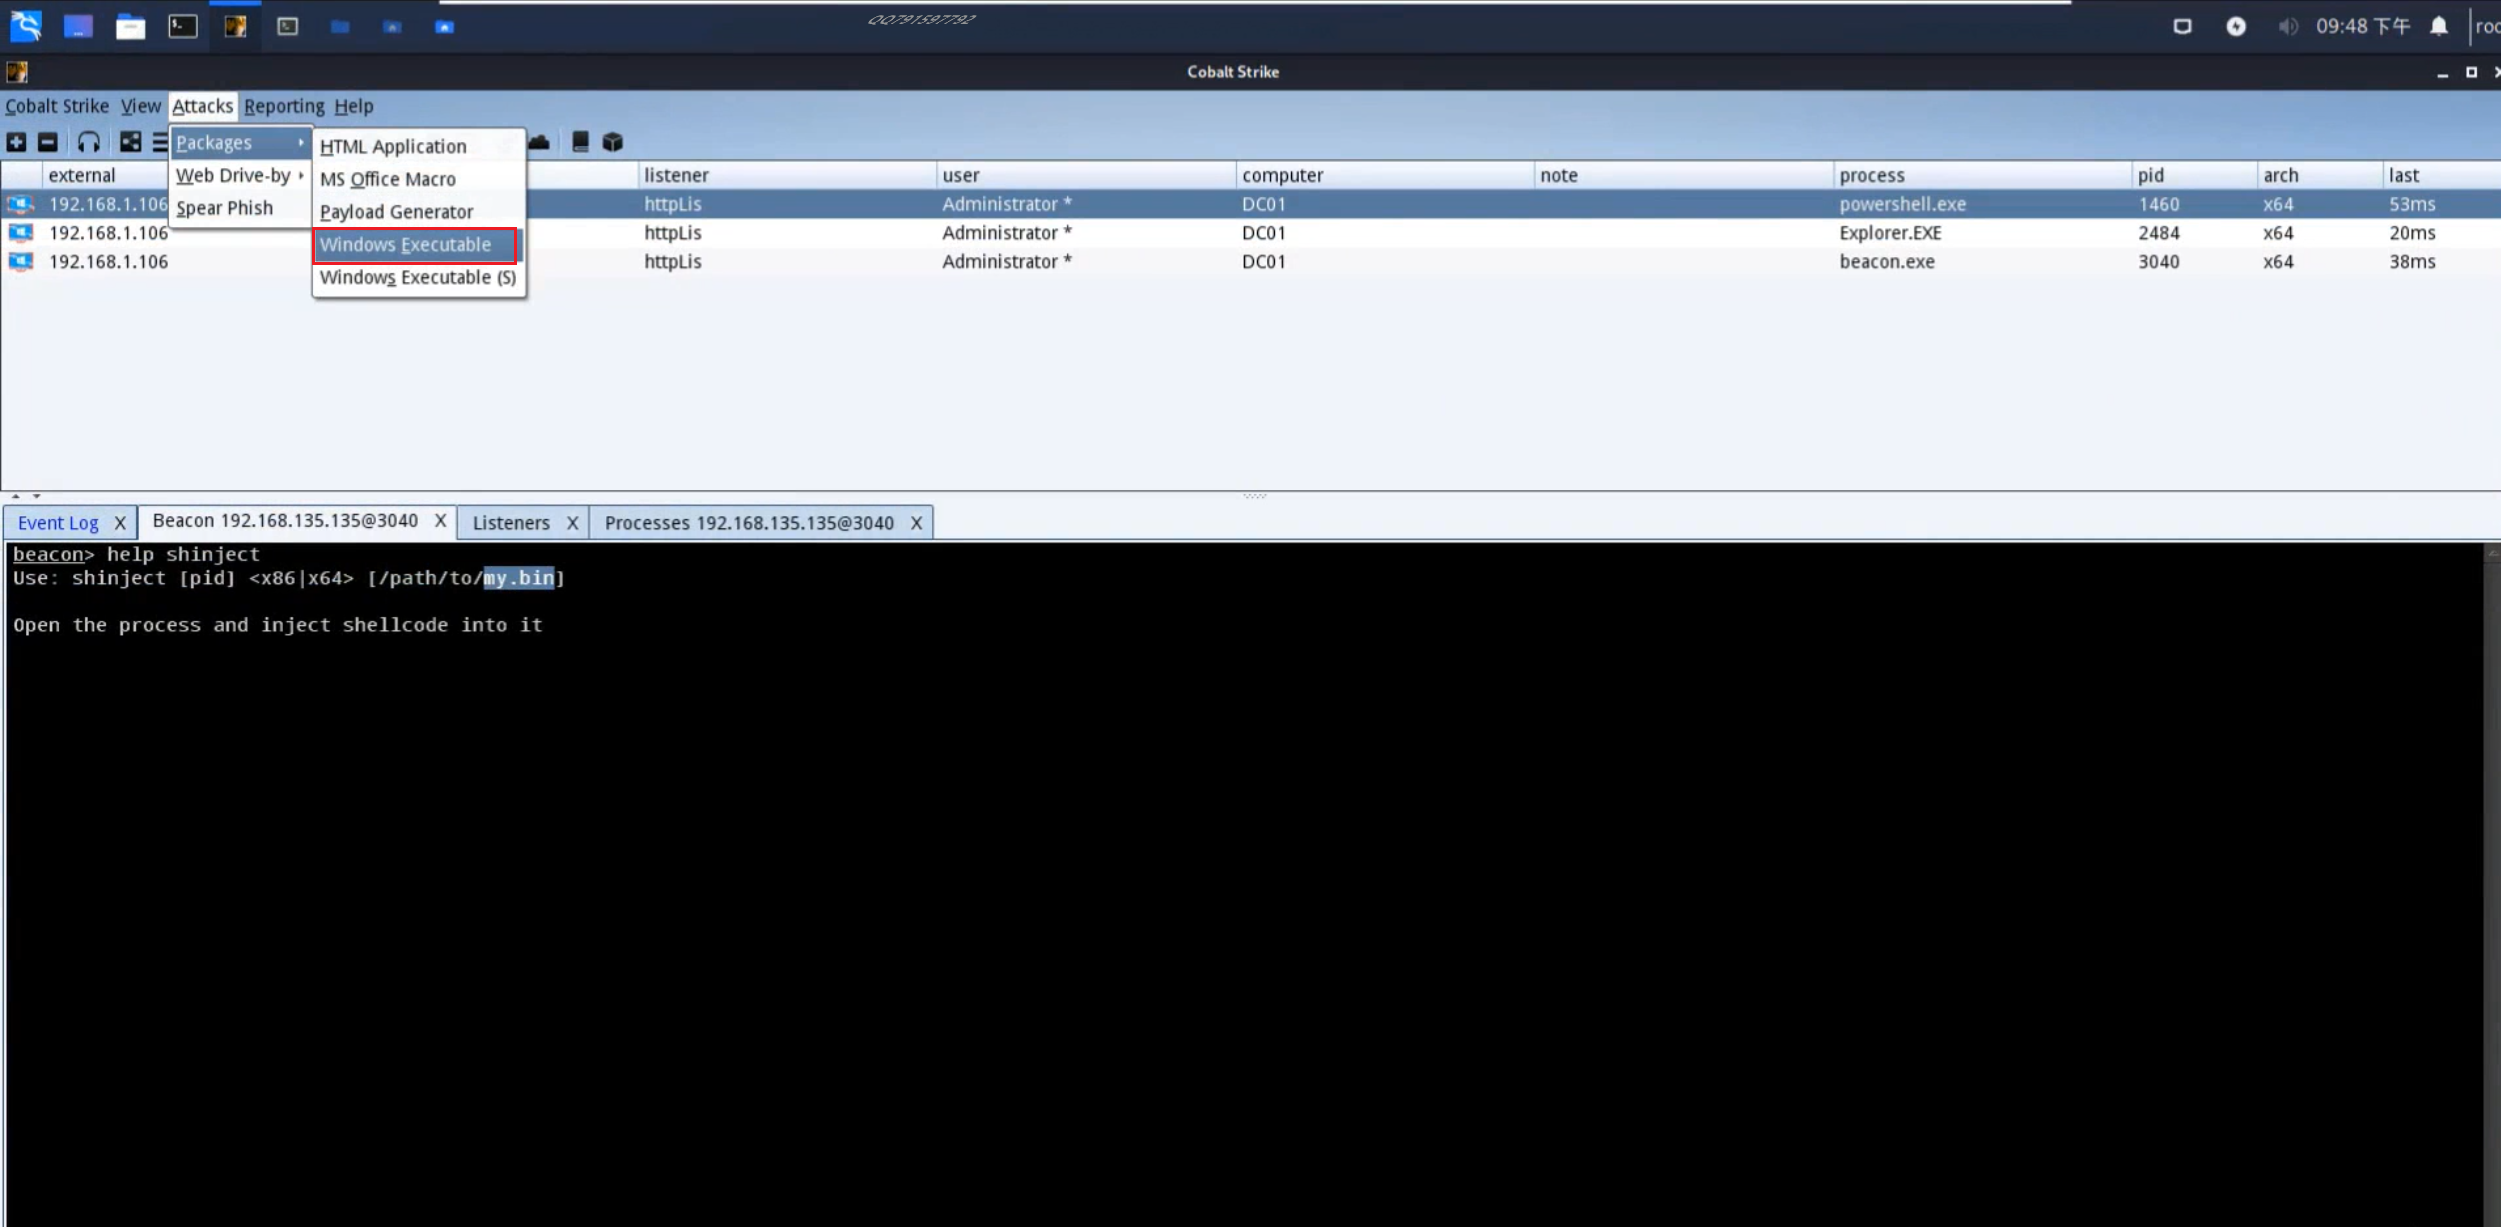 QQ791597792
09:48 下午
Cobalt Strike
Cobalt Strike View Attacks Reporting Help
Packages
Web Drive-by
Spear Phish
HTML Application
MS Office Macro
Payload Generator
Windows Executable
Windows Executable (S)
external listener user computer note process pid arch last
192.168.1.106 httpLis Administrator * DC01 powershell.exe 1460 x64 53ms
192.168.1.106 httpLis Administrator * DC01 Explorer.EXE 2484 x64 20ms
192.168.1.106 httpLis Administrator * DC01 beacon.exe 3040 x64 38ms
Event Log X Beacon 192.168.135.135@3040 X Listeners X Processes 192.168.135.135@3040 X
beacon> help shinject
Use: shinject [pid] <x86|x64> [/path/to/my.bin]
Open the process and inject shellcode into it